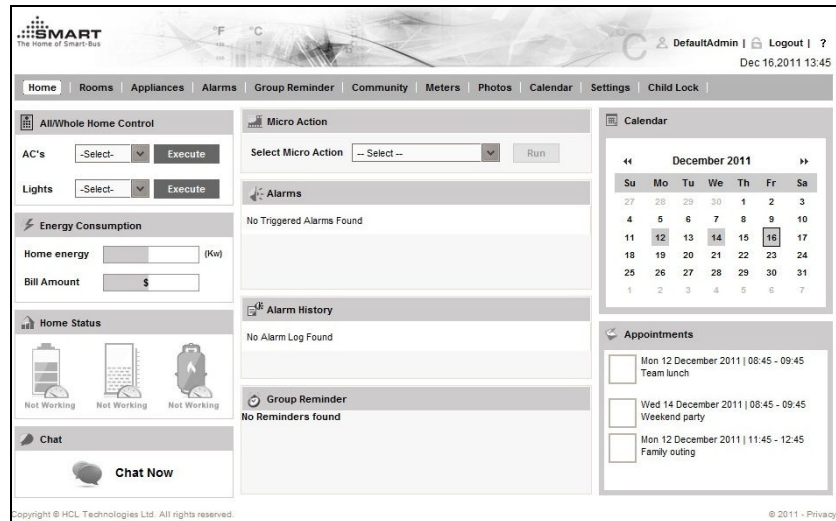 SMART
The Home of Smart-Bus
°F °C
C
DefaultAdmin | Logout | ?
Dec 16,2011 13:45
Home Rooms Appliances Alarms Group Reminder Community Meters Photos Calendar Settings Child Lock
All/Whole Home Control
AC's -Select- Execute
Lights -Select- Execute
Energy Consumption
Home energy (Kw)
Bill Amount $
Home Status
Not Working Not Working Not Working
Chat
Chat Now
Micro Action
Select Micro Action -- Select -- Run
Alarms
No Triggered Alarms Found
Alarm History
No Alarm Log Found
Group Reminder
No Reminders found
Calendar
December 2011
Su Mo Tu We Th Fr Sa
27 28 29 30 1 2 3
4 5 6 7 8 9 10
11 12 13 14 15 16 17
18 19 20 21 22 23 24
25 26 27 28 29 30 31
1 2 3 4 5 6 7
Appointments
Mon 12 December 2011 | 08:45 - 09:45
Team lunch
Wed 14 December 2011 | 08:45 - 09:45
Weekend party
Mon 12 December 2011 | 11:45 - 12:45
Family outing
Copyright © HCL Technologies Ltd. All rights reserved.
© 2011 - Privacy